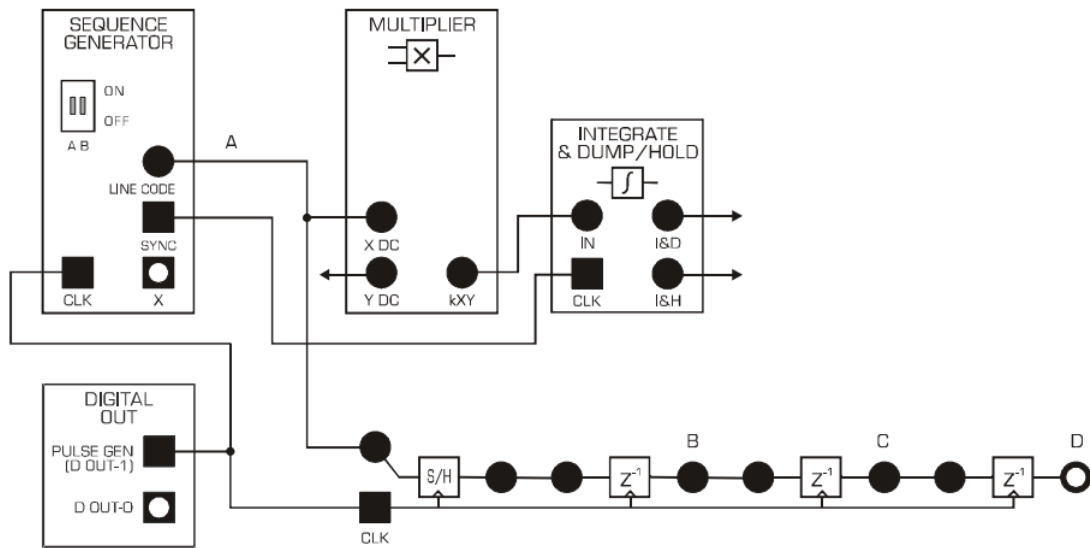 SEQUENCE
GENERATOR
ON
OFF
A B
LINE CODE
SYNC
CLK
X
A
MULTIPLIER
X
X DC
Y DC
kXY
INTEGRATE
& DUMP/HOLD
∫
IN
I&D
CLK
I&H
DIGITAL
OUT
PULSE GEN
(D OUT-1)
D OUT-0
CLK
S/H
Z⁻¹
B
Z⁻¹
C
Z⁻¹
D